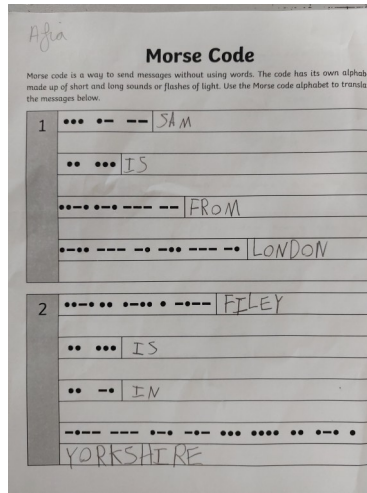 Afia
Morse Code
Morse code is a way to send messages without using words. The code has its own alphab
made up of short and long sounds or flashes of light. Use the Morse code alphabet to transla
the messages below.
1 ••• •− −− SAM
•• ••• IS
••−• •−• −−− −− FROM
•−•• −−− −• −•• −−− −• LONDON
2 ••−• •• •−•• • −•−− FILEY
•• ••• IS
•• −• IN
−•−− −−− •−• −•− ••• •••• •• •−• •
YORKSHIRE